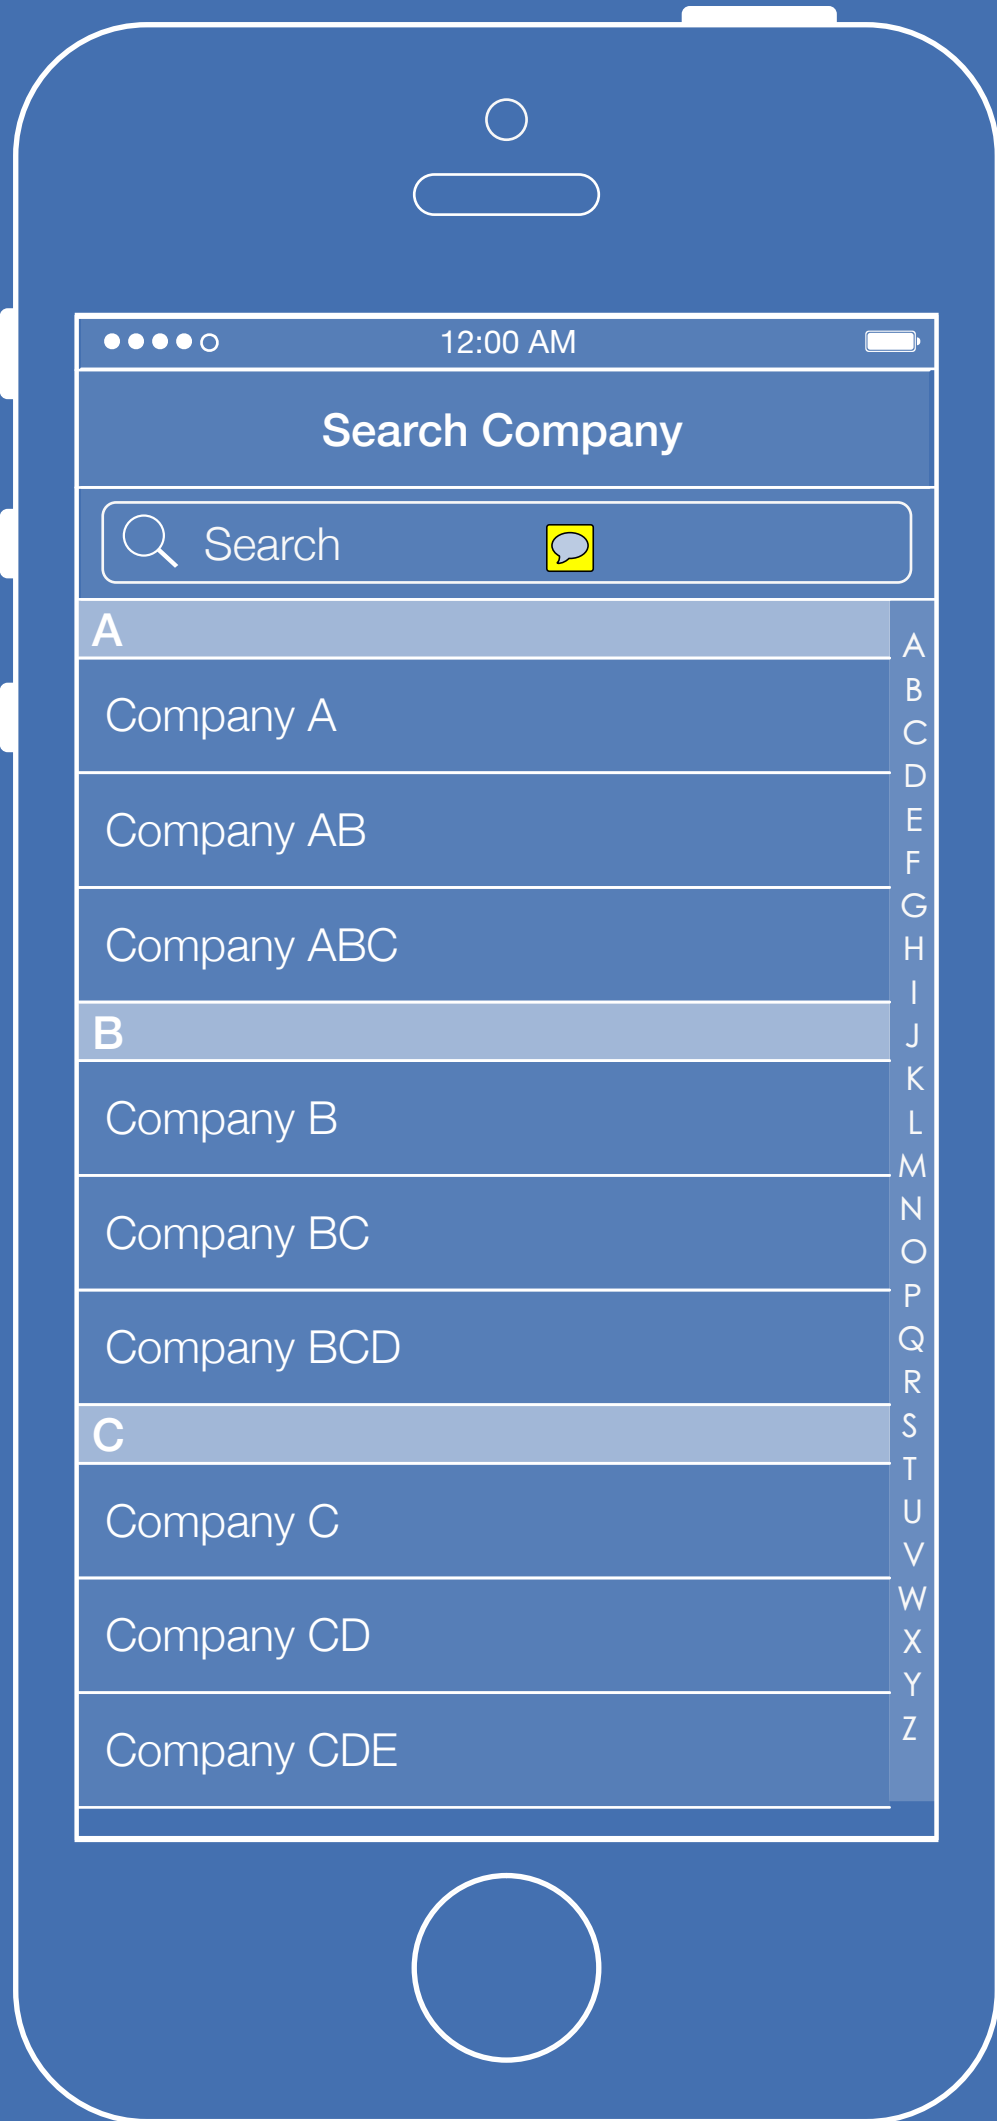 12:00 AM
Search Company
Search
A
Company A
Company AB
Company ABC
B
Company B
Company BC
Company BCD
C
Company C
Company CD
Company CDE
A
B
C
D
E
F
G
H
I
J
K
L
M
N
O
P
Q
R
S
T
U
V
W
X
Y
Z